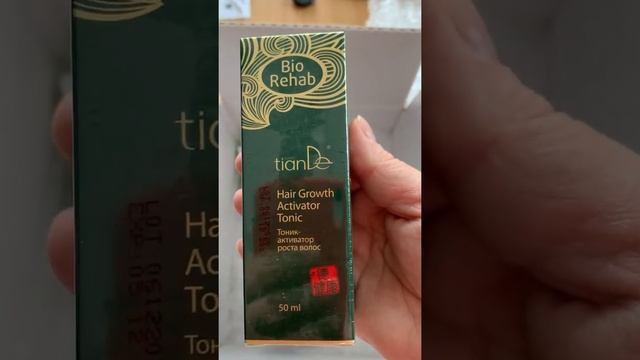 Bio
Rehab
tianDe
Hair Growth
Activator
Tonic
Тоник-
активатор
роста волос
50 ml